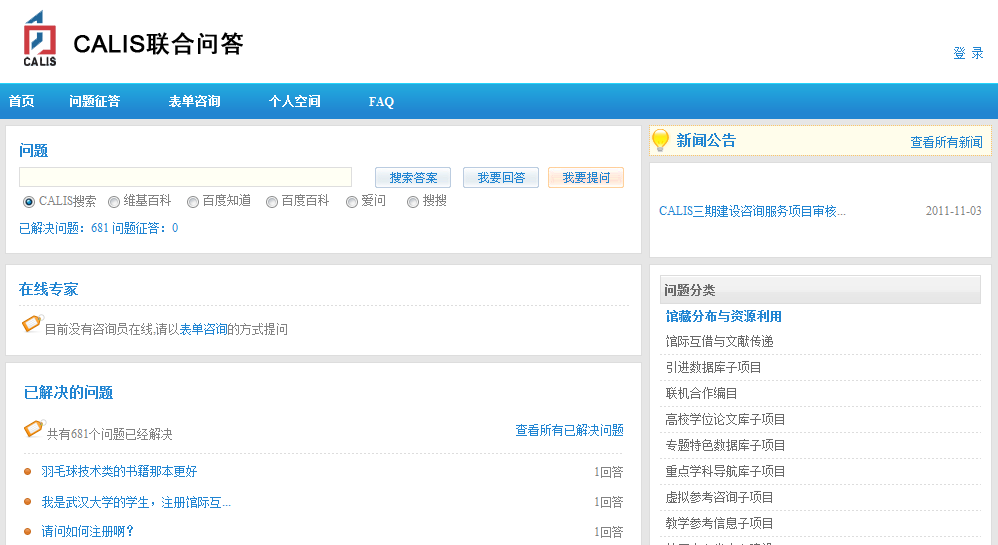 CALIS
CALIS联合问答
登 录
首页 问题征答 表单咨询 个人空间 FAQ
问题
搜索答案 我要回答 我要提问
CALIS搜索 维基百科 百度知道 百度百科 爱问 搜搜
已解决问题：681 问题征答：0
在线专家
目前没有咨询员在线,请以表单咨询的方式提问
已解决的问题
共有681个问题已经解决
查看所有已解决问题
羽毛球技术类的书籍那本更好 1回答
我是武汉大学的学生，注册馆际互... 1回答
请问如何注册啊？ 1回答
新闻公告
查看所有新闻
CALIS三期建设咨询服务项目审核... 2011-11-03
问题分类
馆藏分布与资源利用
馆际互借与文献传递
引进数据库子项目
联机合作编目
高校学位论文库子项目
专题特色数据库子项目
重点学科导航库子项目
虚拟参考咨询子项目
教学参考信息子项目